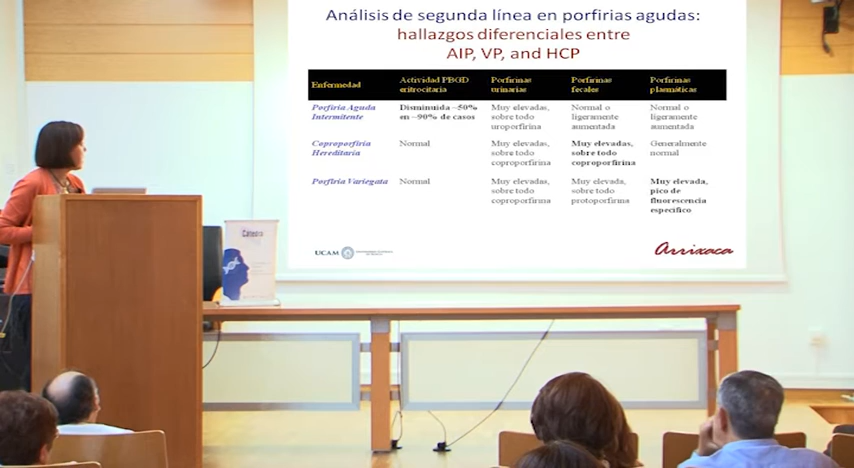 Análisis de segunda línea en porfirias agudas:
hallazgos diferenciales entre
AIP, VP, and HCP
Enfermedad
Actividad PBGD
eritrocitaria
Porfirinas
urinarias
Porfirinas
fecales
Porfirinas
plasmáticas
Porfiria Aguda
Intermitente
Disminuida ~50%
en ~90% de casos
Muy elevadas,
sobre todo
uroporfirina
Normal o
ligeramente
aumentada
Normal o
ligeramente
aumentada
Coproporfiria
Hereditaria
Normal
Muy elevadas,
sobre todo
coproporfirina
Muy elevadas,
sobre todo
coproporfirina
Generalmente
normal
Porfiria Variegata
Normal
Muy elevadas,
sobre todo
coproporfirina
Muy elevada,
sobre todo
protoporfirina
Muy elevada,
pico de
fluorescencia
específico
UCAM
Arrixaca
Cátedra